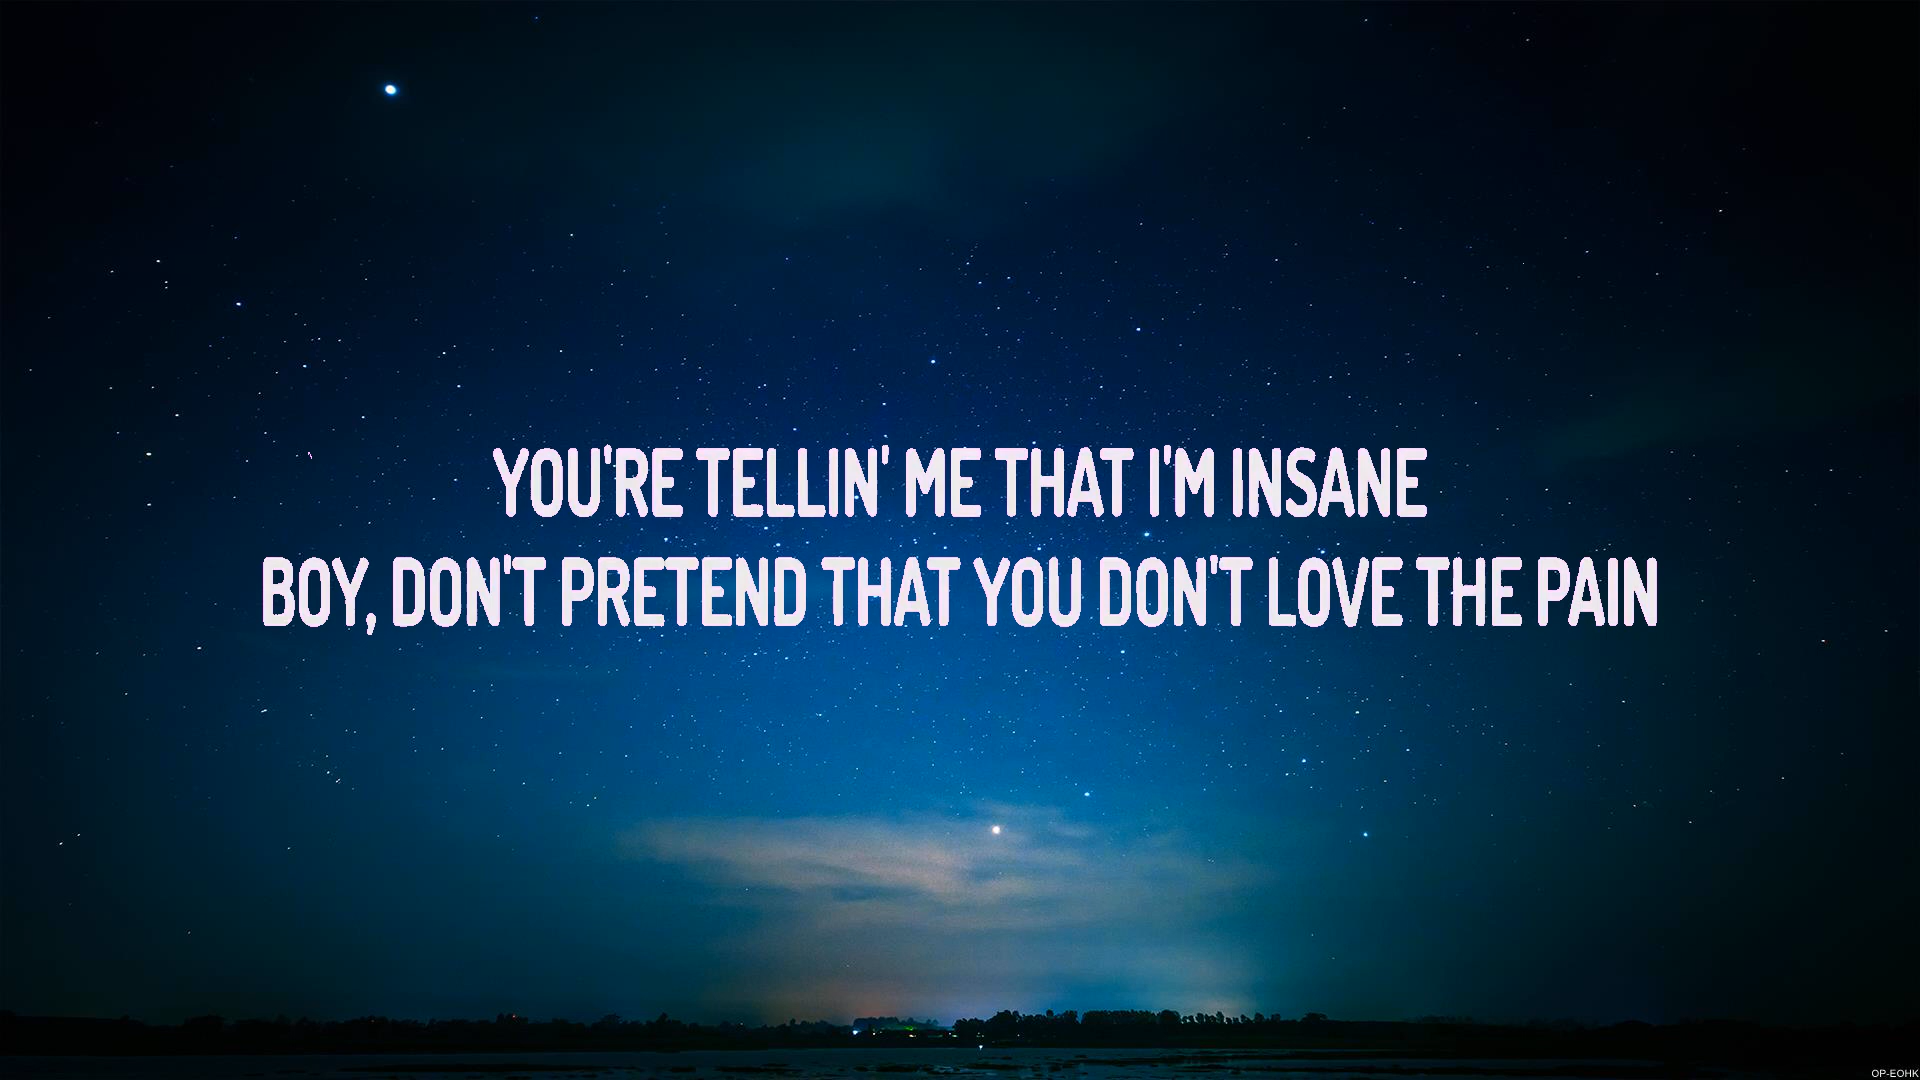 YOU'RE TELLIN' ME THAT I'M INSANE
BOY, DON'T PRETEND THAT YOU DON'T LOVE THE PAIN
OP-EOHK